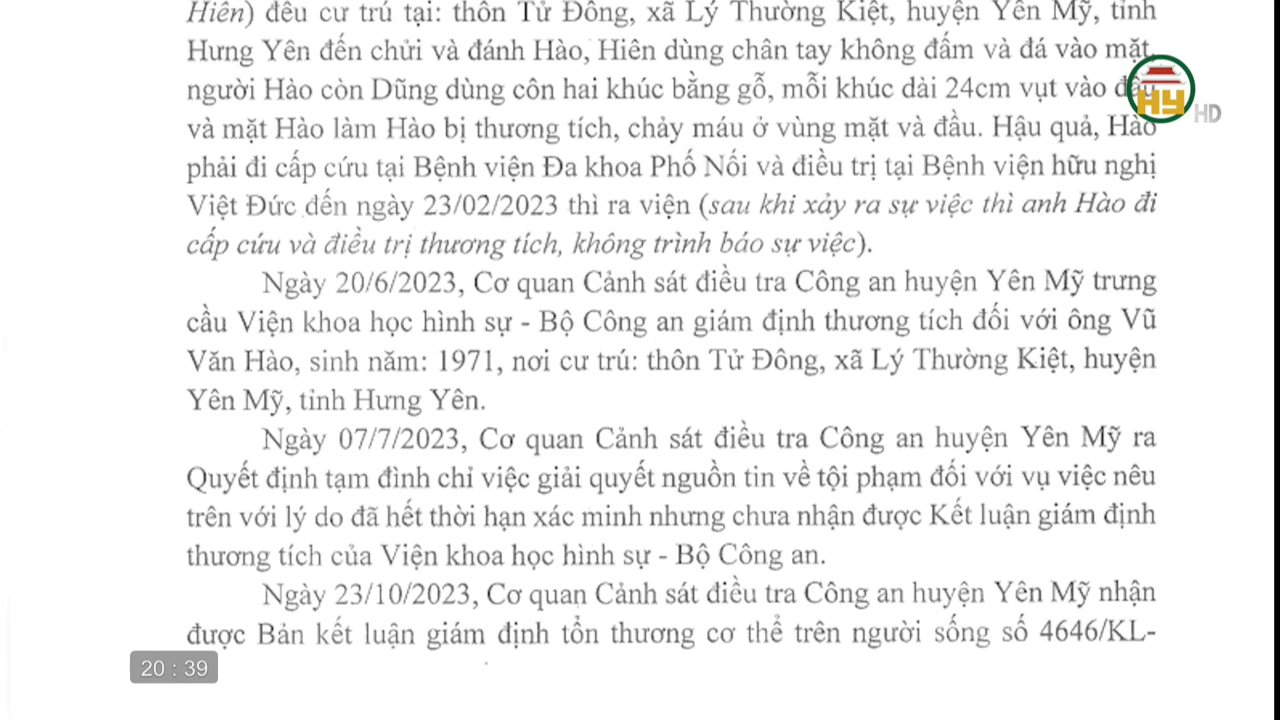 Hiên) đều cư trú tại: thôn Tử Đông, xã Lý Thường Kiệt, huyện Yên Mỹ, tỉnh
Hưng Yên đến chửi và đánh Hào, Hiên dùng chân tay không đấm và đá vào mặt,
người Hào còn Dũng dùng côn hai khúc bằng gỗ, mỗi khúc dài 24cm vụt vào đầu
và mặt Hào làm Hào bị thương tích, chảy máu ở vùng mặt và đầu. Hậu quả, Hào
phải đi cấp cứu tại Bệnh viện Đa khoa Phố Nối và điều trị tại Bệnh viện hữu nghị
Việt Đức đến ngày 23/02/2023 thì ra viện (sau khi xảy ra sự việc thì anh Hào đi
cấp cứu và điều trị thương tích, không trình báo sự việc).
Ngày 20/6/2023, Cơ quan Cảnh sát điều tra Công an huyện Yên Mỹ trưng
cầu Viện khoa học hình sự - Bộ Công an giám định thương tích đối với ông Vũ
Văn Hào, sinh năm: 1971, nơi cư trú: thôn Tử Đông, xã Lý Thường Kiệt, huyện
Yên Mỹ, tỉnh Hưng Yên.
Ngày 07/7/2023, Cơ quan Cảnh sát điều tra Công an huyện Yên Mỹ ra
Quyết định tạm đình chỉ việc giải quyết nguồn tin về tội phạm đối với vụ việc nêu
trên với lý do đã hết thời hạn xác minh nhưng chưa nhận được Kết luận giám định
thương tích của Viện khoa học hình sự - Bộ Công an.
Ngày 23/10/2023, Cơ quan Cảnh sát điều tra Công an huyện Yên Mỹ nhận
được Bản kết luận giám định tổn thương cơ thể trên người sống số 4646/KL-
HY HD
20 : 39